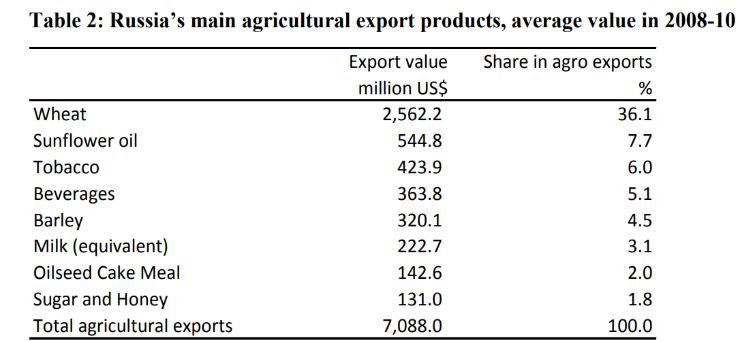 Table 2: Russia's main agricultural export products, average value in 2008-10
Export value Share in agro exports
million US$ %
Wheat 2,562.2 36.1
Sunflower oil 544.8 7.7
Tobacco 423.9 6.0
Beverages 363.8 5.1
Barley 320.1 4.5
Milk (equivalent) 222.7 3.1
Oilseed Cake Meal 142.6 2.0
Sugar and Honey 131.0 1.8
Total agricultural exports 7,088.0 100.0